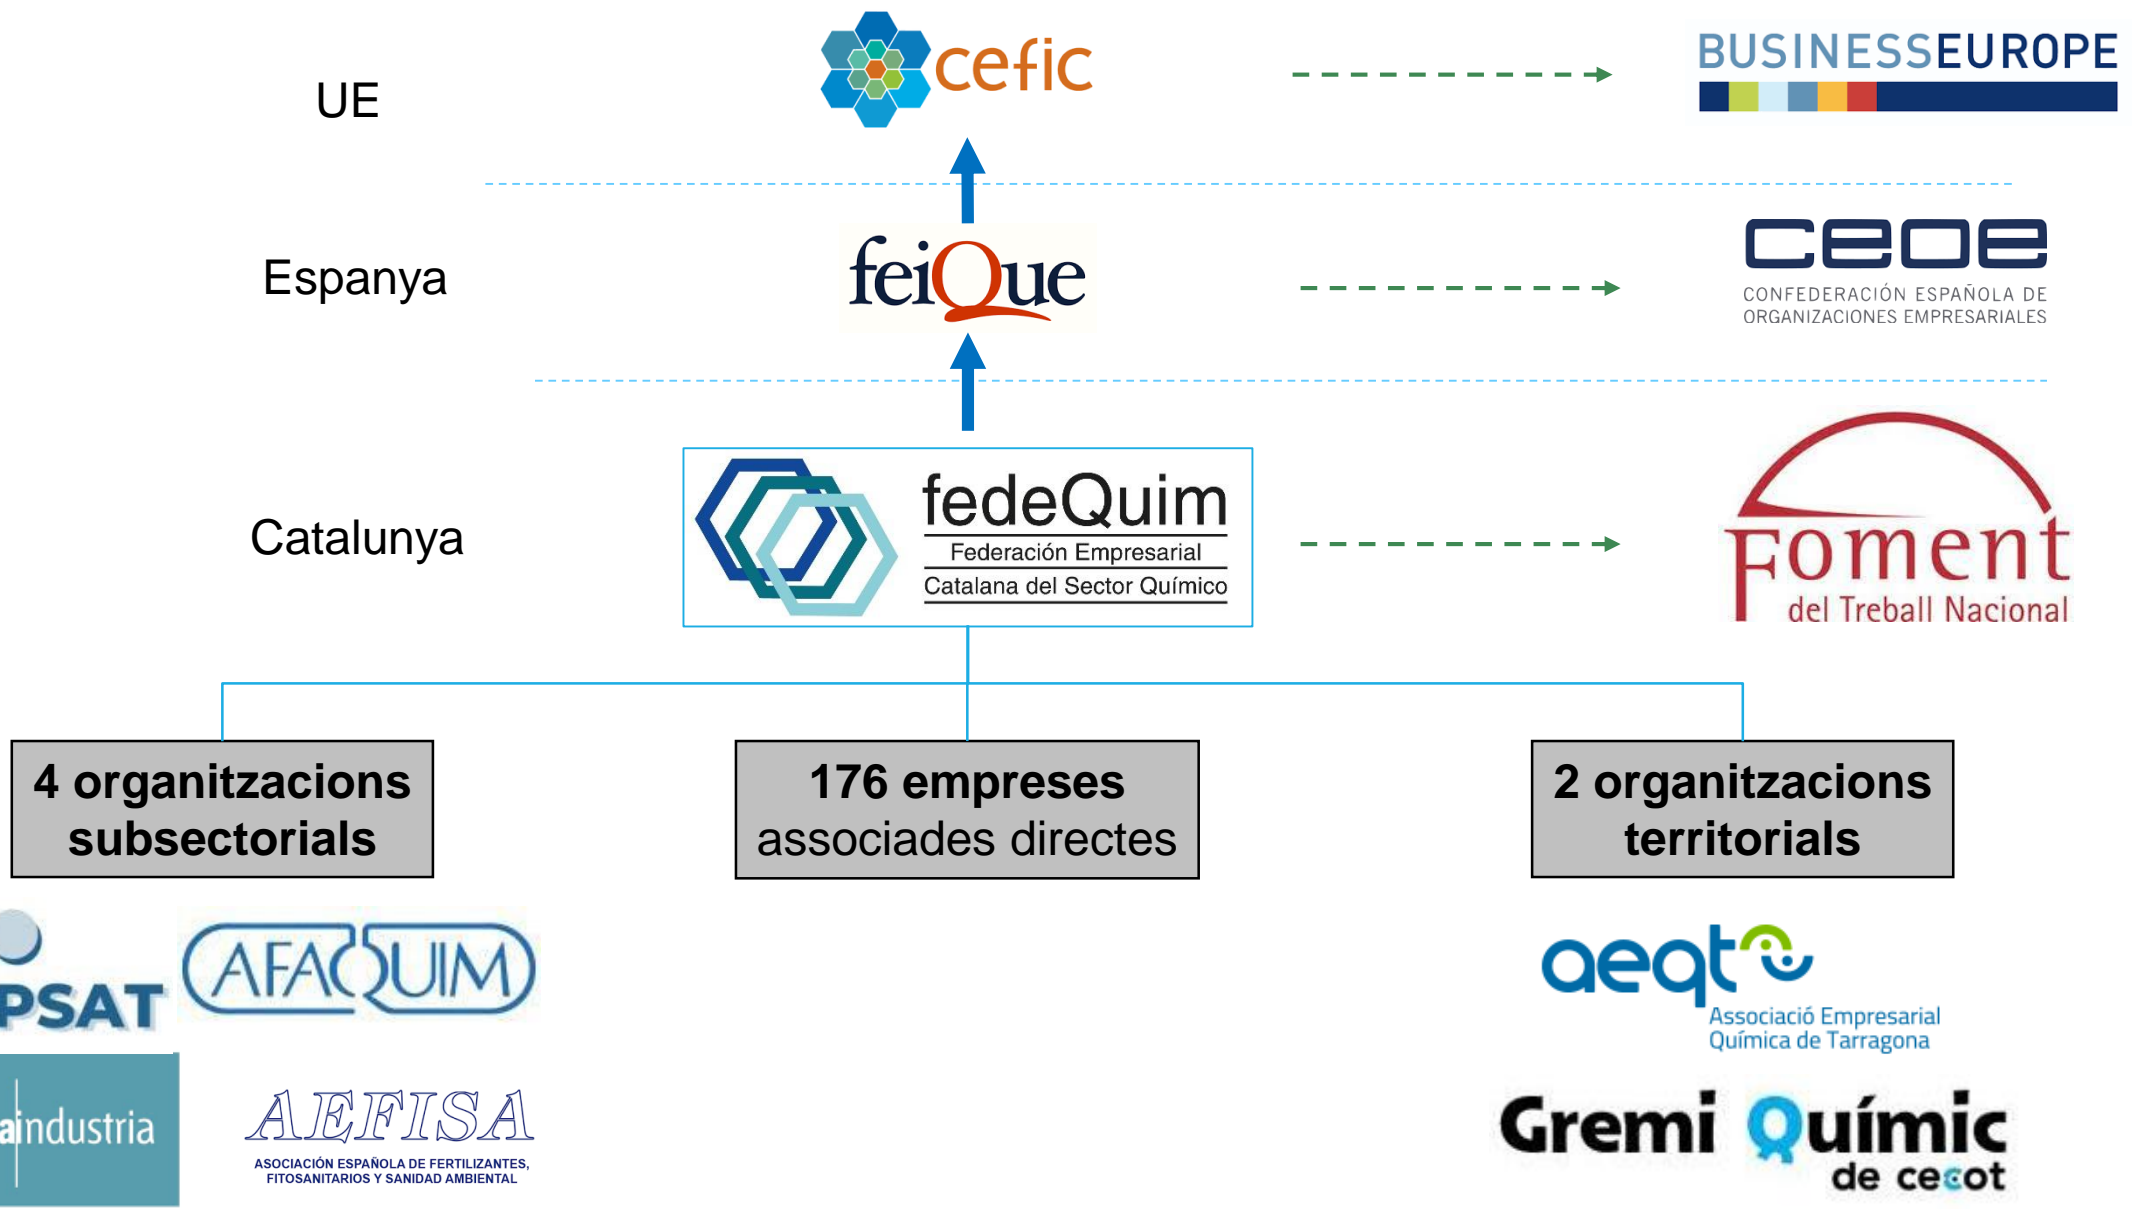 UE
cefic
BUSINESSEUROPE
Espanya
feiQue
ceoe
CONFEDERACIÓN ESPAÑOLA DE
ORGANIZACIONES EMPRESARIALES
Catalunya
fedeQuim
Federación Empresarial
Catalana del Sector Químico
Foment
del Treball Nacional
4 organitzacions
subsectorials
176 empreses
associades directes
2 organitzacions
territorials
PSAT
AFAQUIM
aindustria
AEFISA
ASOCIACIÓN ESPAÑOLA DE FERTILIZANTES,
FITOSANITARIOS Y SANIDAD AMBIENTAL
aeqt
Associació Empresarial
Química de Tarragona
Gremi Químic
de cecot